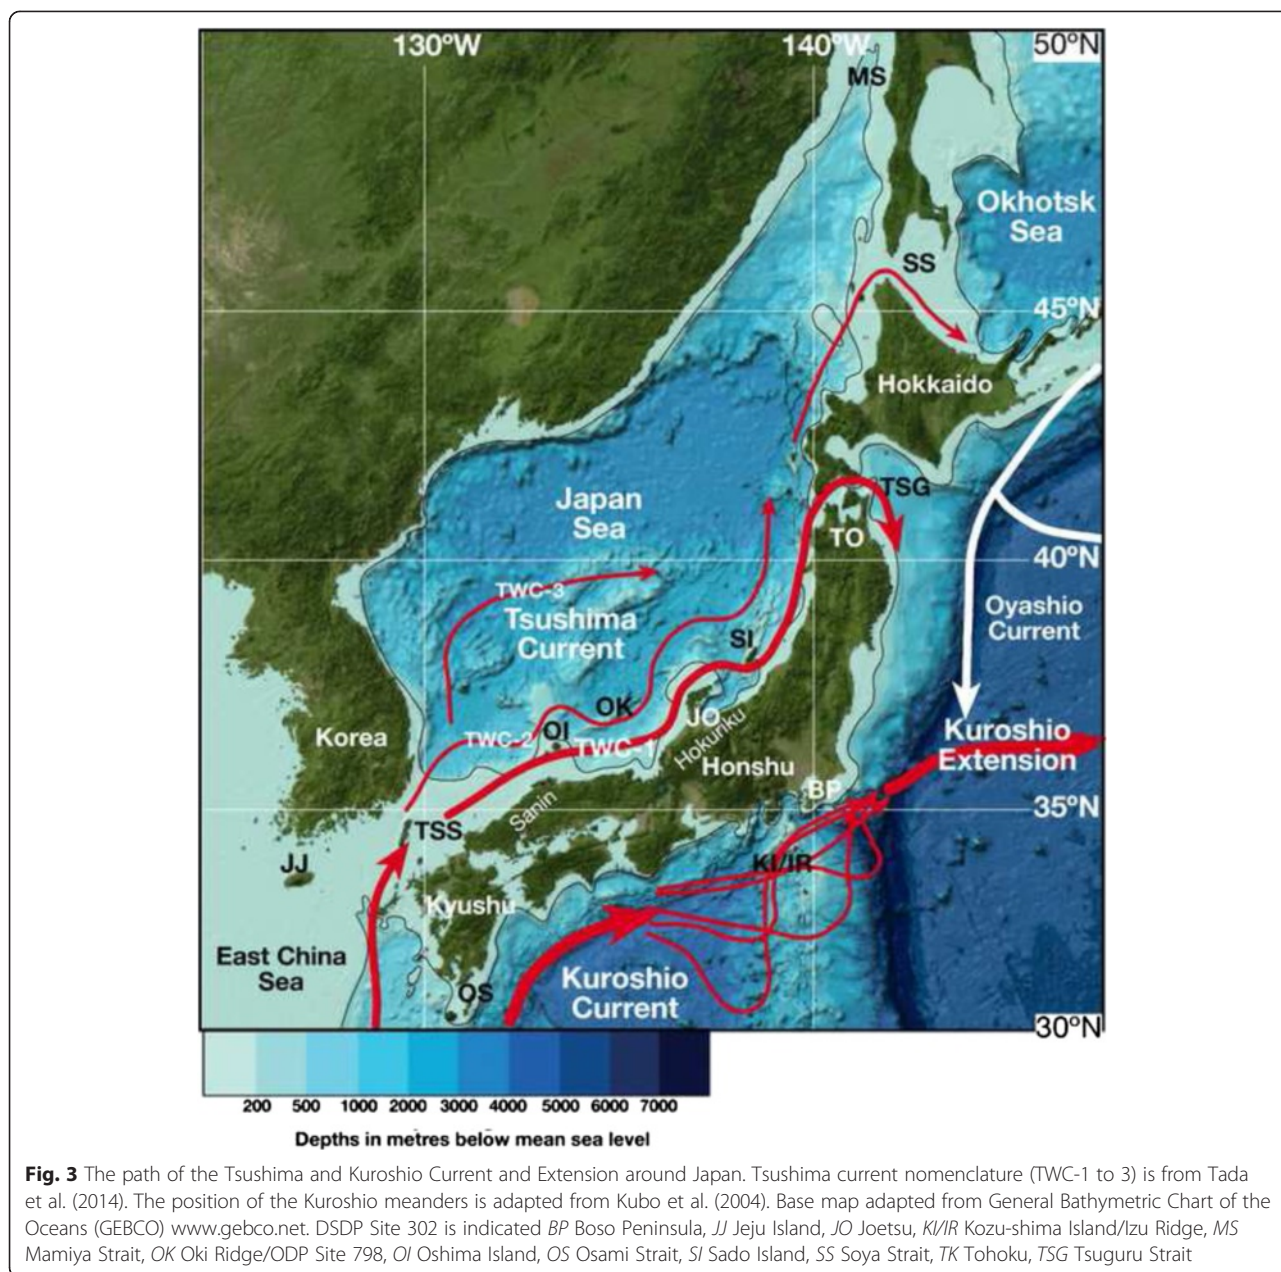 130ºW
140ºW
50ºN
MS
Okhotsk
Sea
SS
45ºN
Hokkaido
Japan
Sea
TSG
TO
40ºN
TWC-3
Tsushima
Current
Oyashio
Current
SI
OK
JO
OI
TWC-2
TWC-1
Hokuriku
Korea
Kuroshio
Extension
Honshu
BP
35ºN
Sanin
TSS
JJ
KI/IR
Kyushu
East China
Sea
OS
Kuroshio
Current
30ºN
200 500 1000 2000 3000 4000 5000 6000 7000
Depths in metres below mean sea level
Fig. 3 The path of the Tsushima and Kuroshio Current and Extension around Japan. Tsushima current nomenclature (TWC-1 to 3) is from Tada
et al. (2014). The position of the Kuroshio meanders is adapted from Kubo et al. (2004). Base map adapted from General Bathymetric Chart of the
Oceans (GEBCO) www.gebco.net. DSDP Site 302 is indicated BP Boso Peninsula, JJ Jeju Island, JO Joetsu, KI/IR Kozu-shima Island/Izu Ridge, MS
Mamiya Strait, OK Oki Ridge/ODP Site 798, OI Oshima Island, OS Osami Strait, SI Sado Island, SS Soya Strait, TK Tohoku, TSG Tsuguru Strait